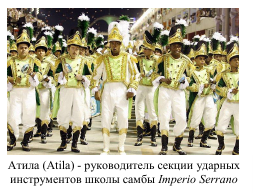 Атила (Atila) - руководитель секции ударных
инструментов школы самбы Imperio Serrano